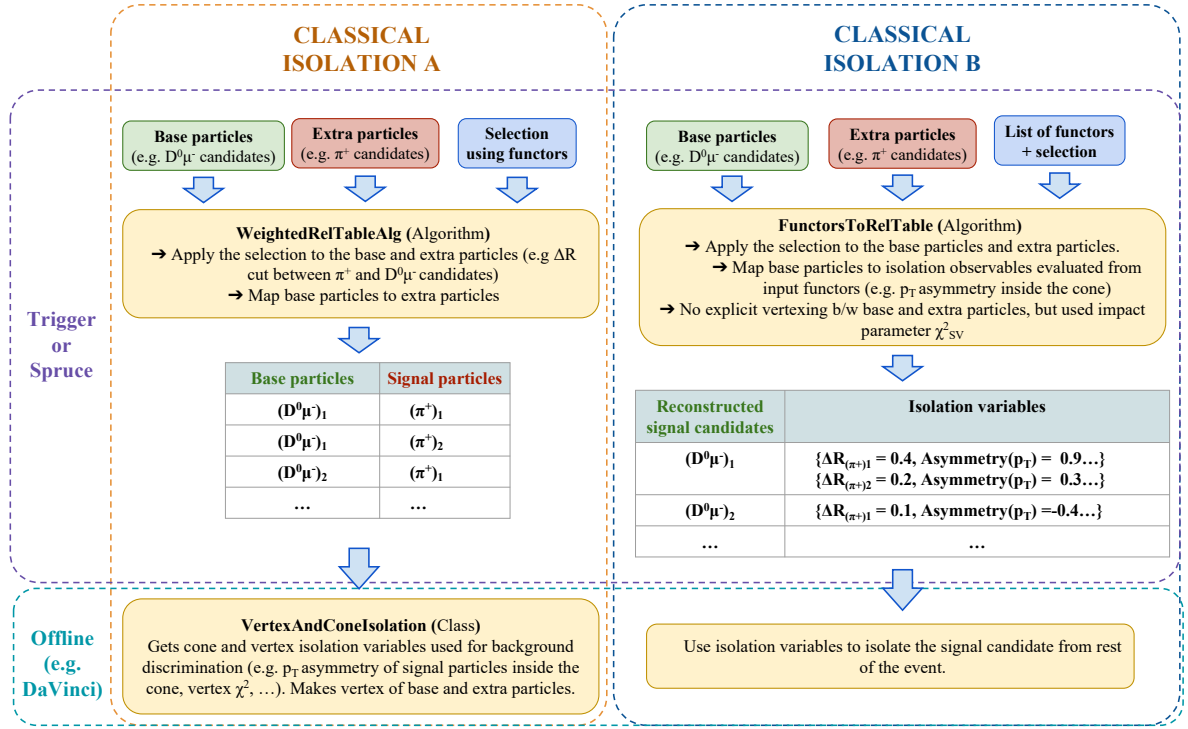 CLASSICAL
ISOLATION A
CLASSICAL
ISOLATION B
Trigger
or
Spruce
Base particles
(e.g. D⁰μ⁻ candidates)
Extra particles
(e.g. π⁺ candidates)
Selection
using functors
WeightedRelTableAlg (Algorithm)
➔ Apply the selection to the base and extra particles (e.g ΔR
cut between π⁺ and D⁰μ⁻ candidates)
➔ Map base particles to extra particles
Base particles Signal particles
(D⁰μ⁻)₁ (π⁺)₁
(D⁰μ⁻)₁ (π⁺)₂
(D⁰μ⁻)₂ (π⁺)₁
… …
Base particles
(e.g. D⁰μ⁻ candidates)
Extra particles
(e.g. π⁺ candidates)
List of functors
+ selection
FunctorsToRelTable (Algorithm)
➔ Apply the selection to the base particles and extra particles.
➔ Map base particles to isolation observables evaluated from
input functors (e.g. p_T asymmetry inside the cone)
➔ No explicit vertexing b/w base and extra particles, but used impact
parameter χ²_SV
Reconstructed
signal candidates
Isolation variables
(D⁰μ⁻)₁ {ΔR_(π+)1 = 0.4, Asymmetry(p_T) = 0.9…}
{ΔR_(π+)2 = 0.2, Asymmetry(p_T) = 0.3…}
(D⁰μ⁻)₂ {ΔR_(π+)1 = 0.1, Asymmetry(p_T) =-0.4…}
… …
Offline
(e.g.
DaVinci)
VertexAndConeIsolation (Class)
Gets cone and vertex isolation variables used for background
discrimination (e.g. p_T asymmetry of signal particles inside the
cone, vertex χ², …). Makes vertex of base and extra particles.
Use isolation variables to isolate the signal candidate from rest
of the event.